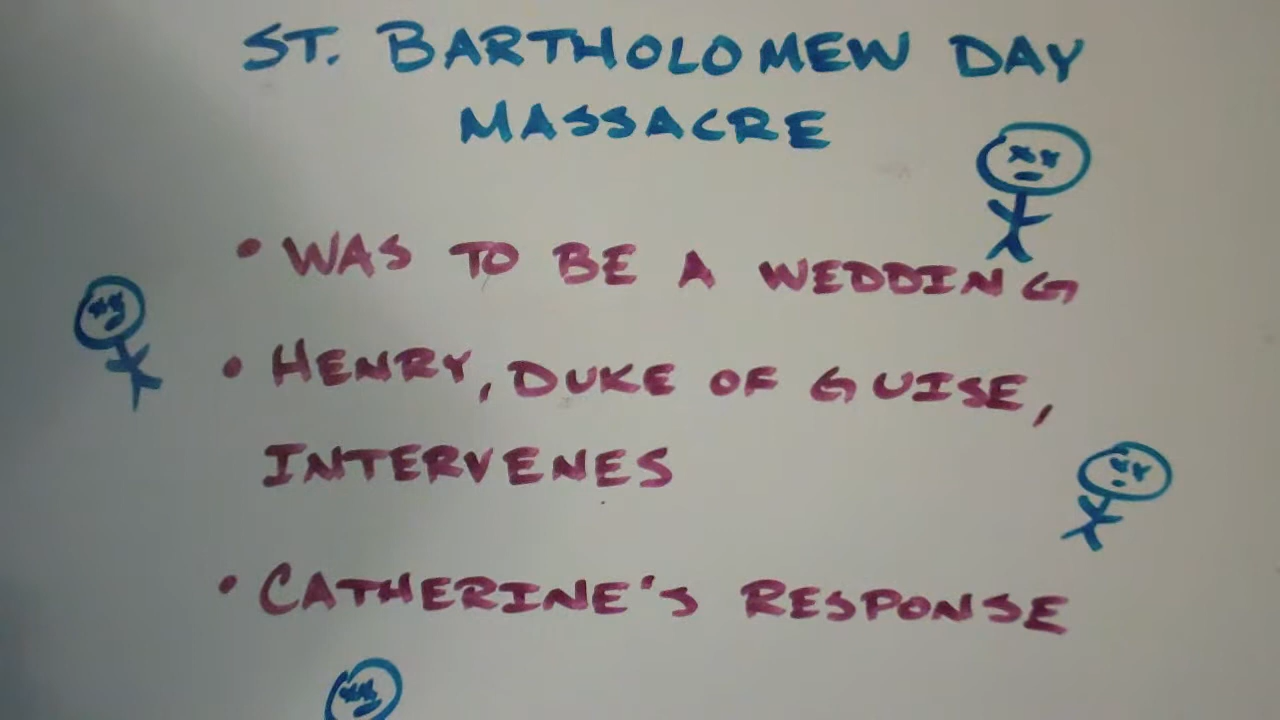 ST. BARTHOLOMEW DAY
MASSACRE
• WAS TO BE A WEDDING
• HENRY, DUKE OF GUISE,
INTERVENES
• CATHERINE'S RESPONSE